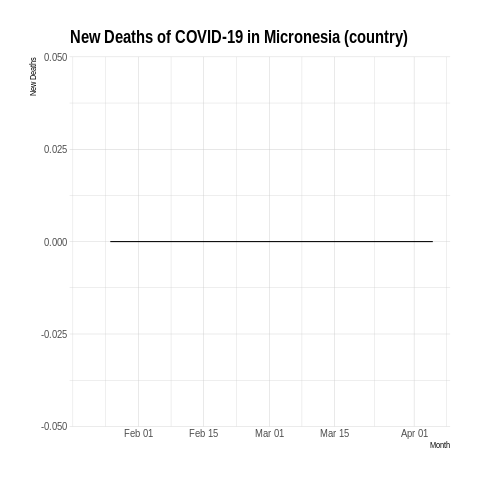 New Deaths of COVID-19 in Micronesia (country)
New Deaths
0.050
0.025
0.000
-0.025
-0.050
Feb 01 Feb 15 Mar 01 Mar 15 Apr 01
Month